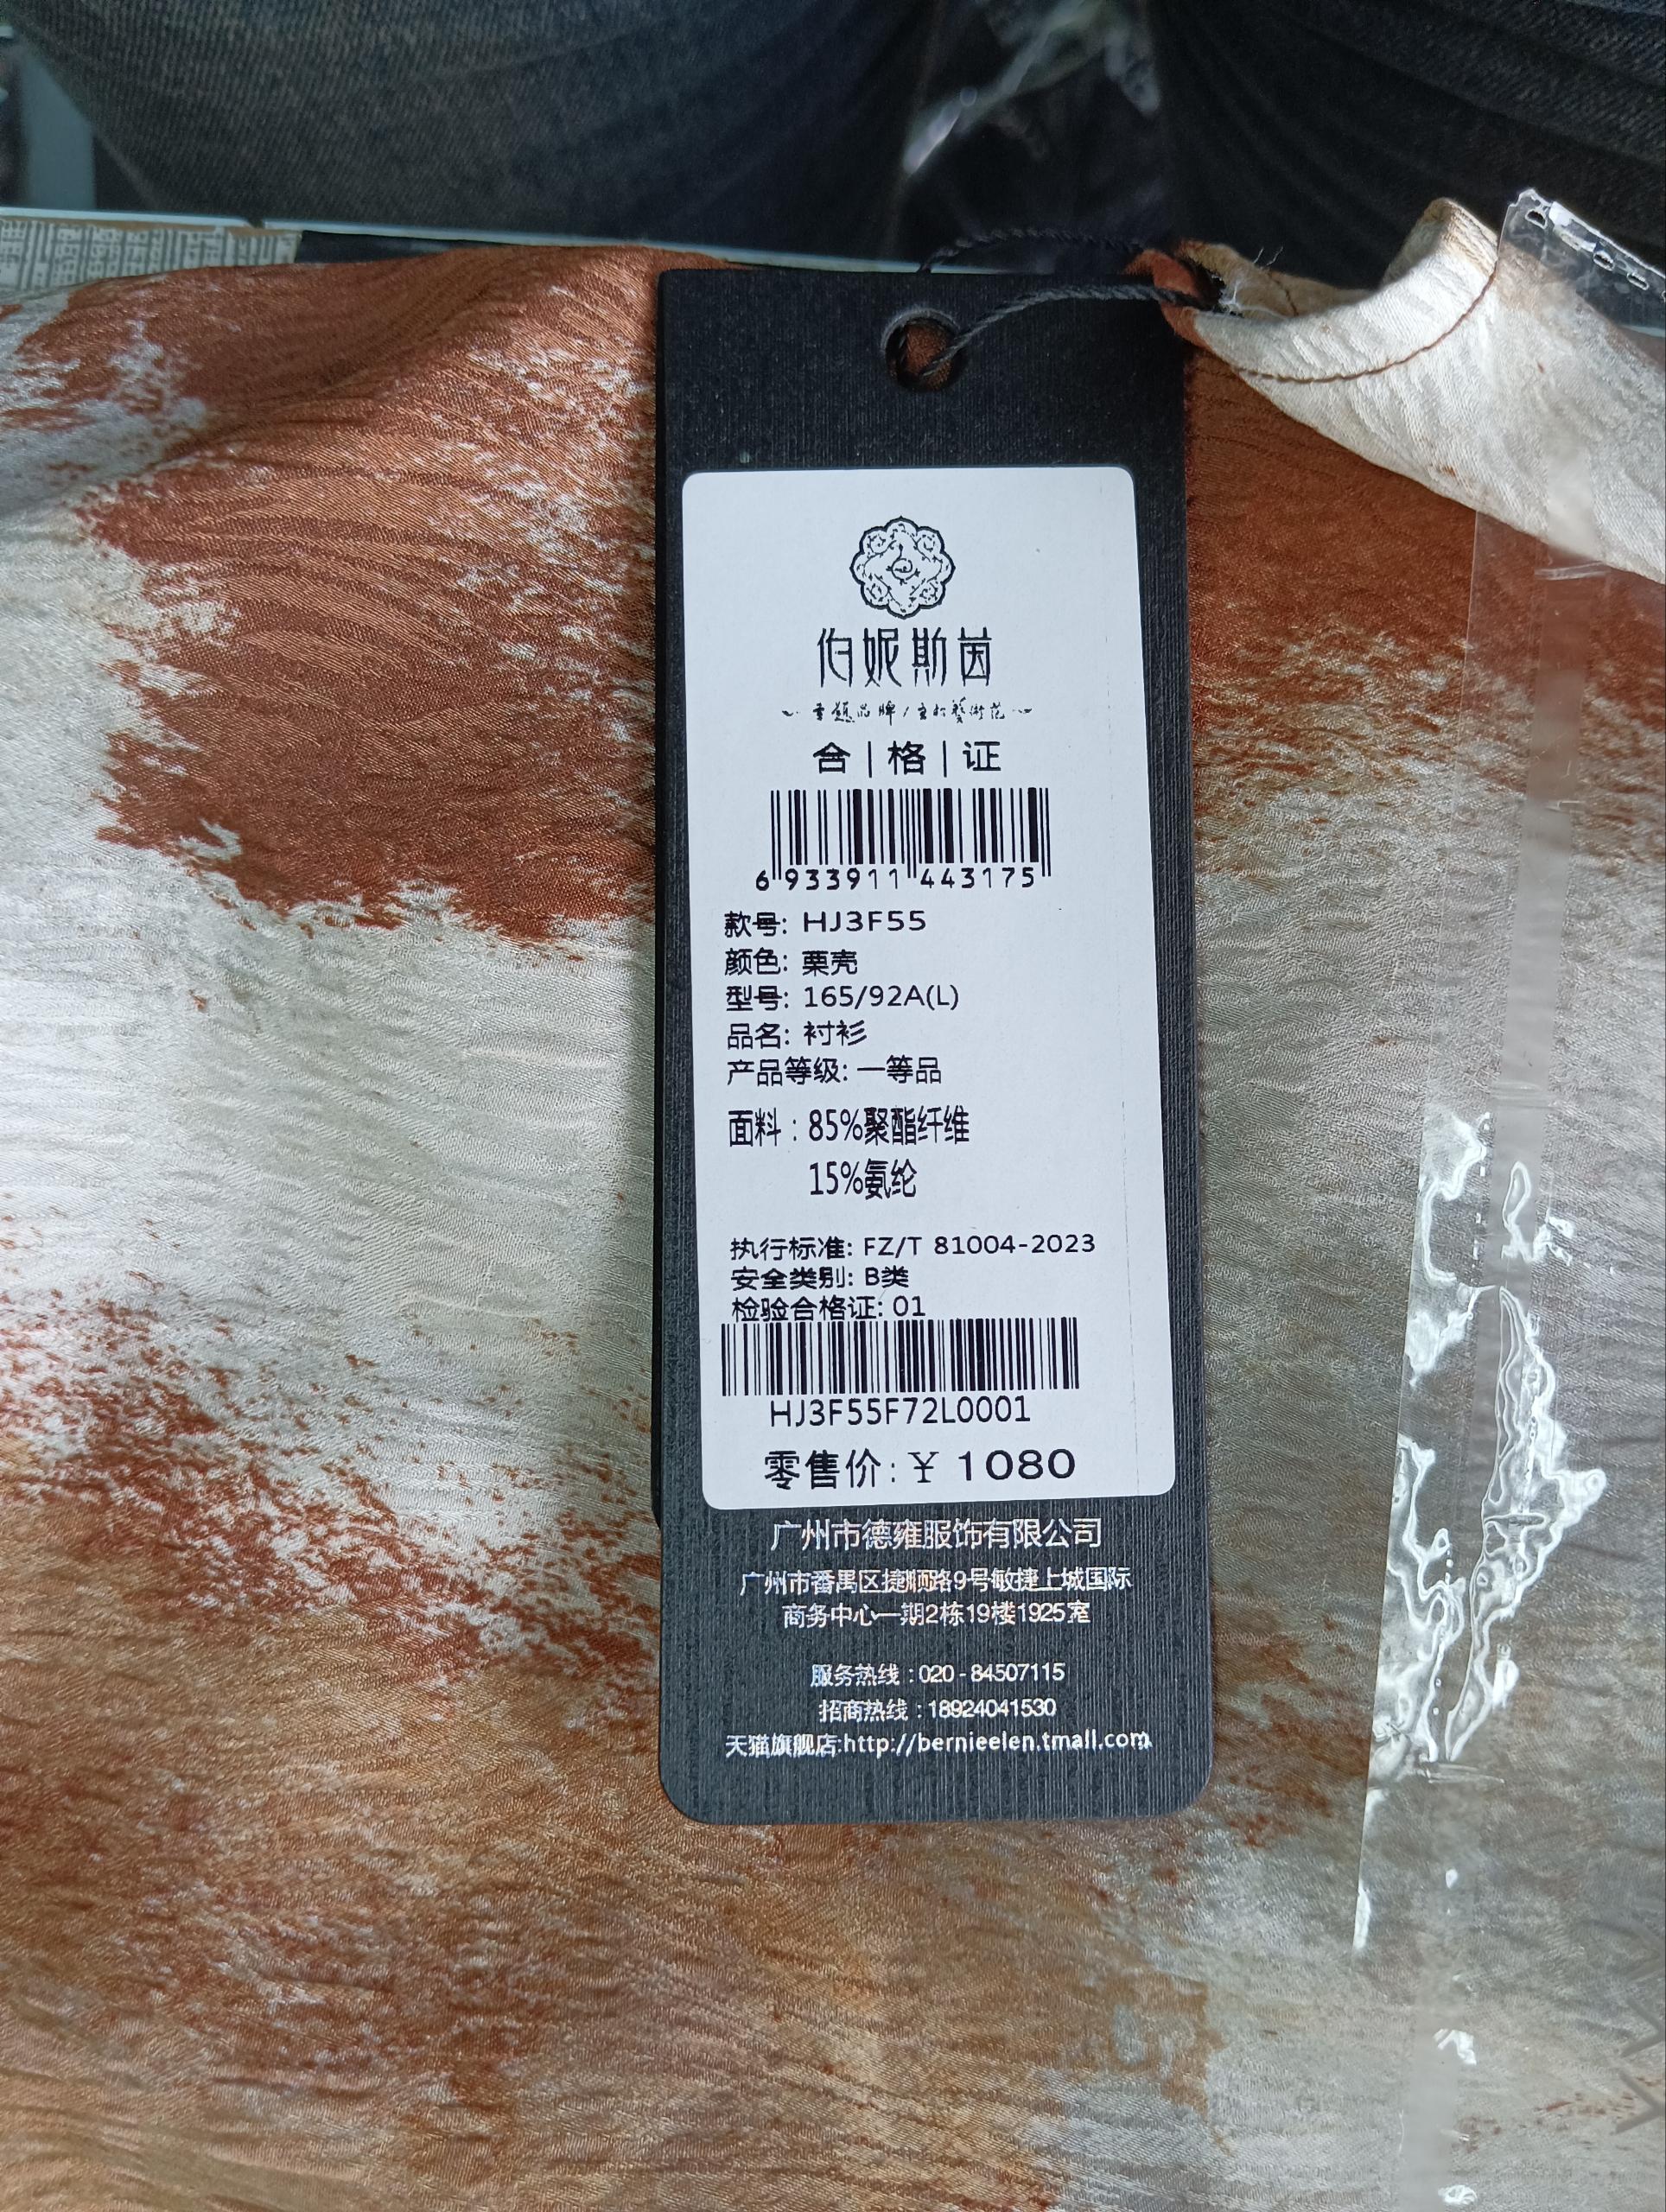 伯妮斯茵
合|格|证
6 933911 443175
款号: HJ3F55
颜色: 栗壳
型号: 165/92A(L)
品名: 衬衫
产品等级: 一等品
面料: 85%聚酯纤维
15%氨纶
执行标准: FZ/T 81004-2023
安全类别: B类
检验合格证: 01
HJ3F55F72L0001
零售价: ¥ 1080
广州市德雍服饰有限公司
广州市番禺区捷顺路9号敏捷上城国际
商务中心一期2栋19楼1925室
服务热线:020-84507115
招商热线:18924041530
天猫旗舰店:http://bernieelen.tmall.com